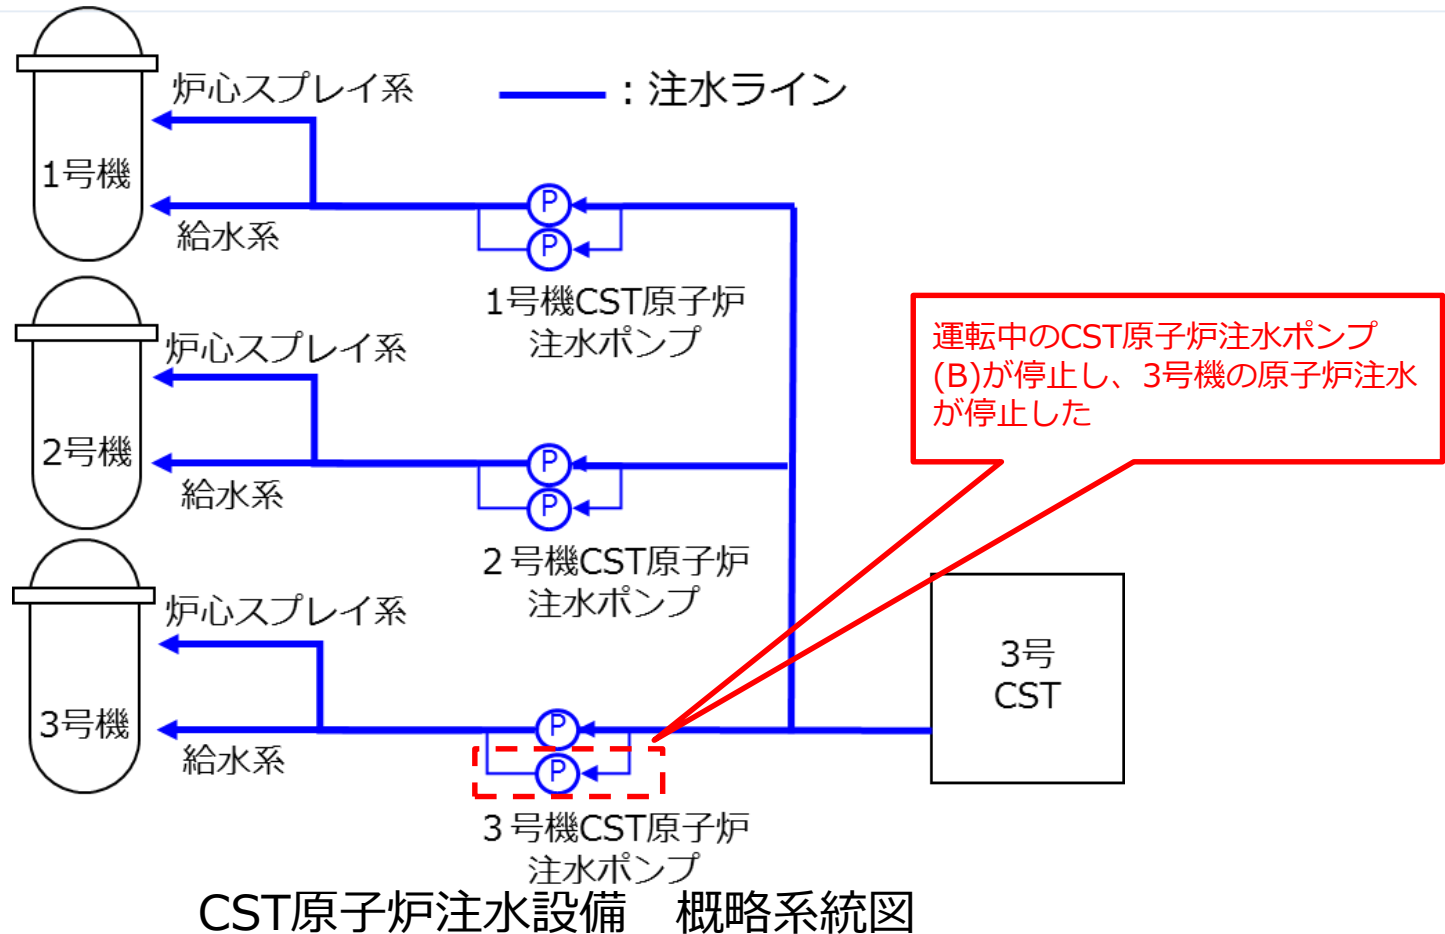 炉心スプレイ系
：注水ライン
1号機
給水系
P
P
1号機CST原子炉
注水ポンプ
運転中のCST原子炉注水ポンプ
(B)が停止し、3号機の原子炉注水
が停止した
炉心スプレイ系
2号機
給水系
P
P
２号機CST原子炉
注水ポンプ
炉心スプレイ系
3号機
給水系
P
P
3号
CST
３号機CST原子炉
注水ポンプ
CST原子炉注水設備　概略系統図